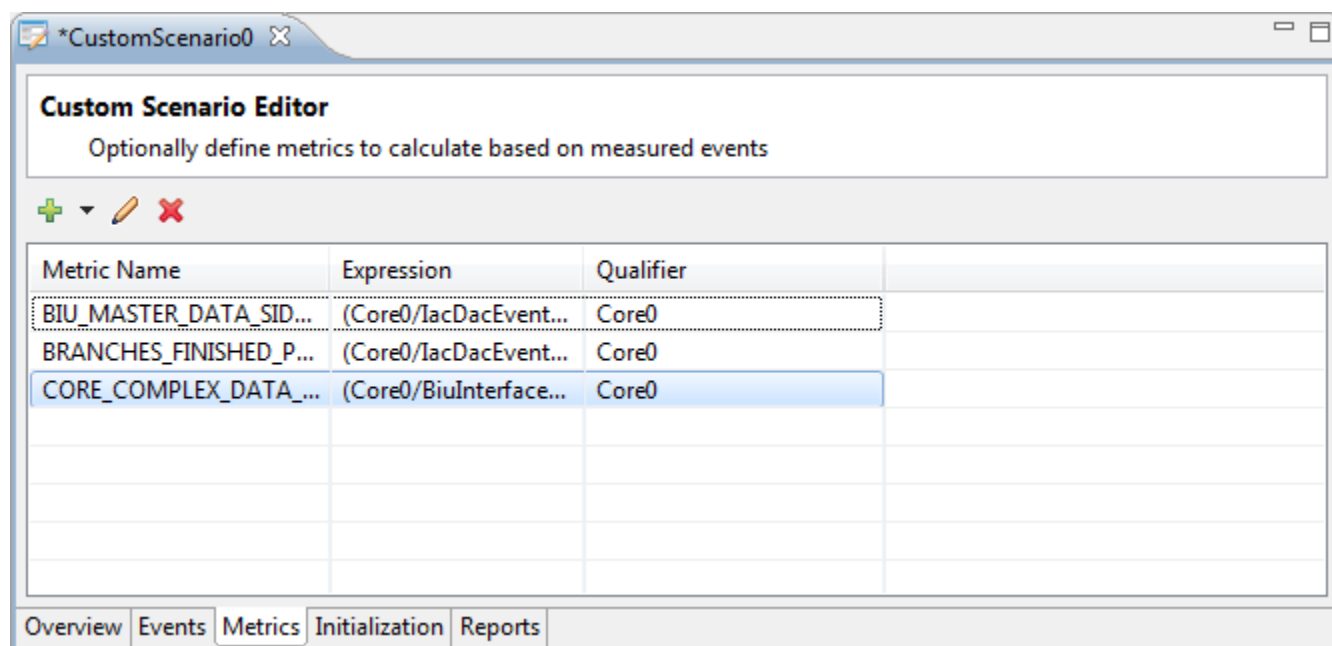 *CustomScenario0
Custom Scenario Editor
Optionally define metrics to calculate based on measured events
Metric Name Expression Qualifier
BIU_MASTER_DATA_SID... (Core0/IacDacEvent... Core0
BRANCHES_FINISHED_P... (Core0/IacDacEvent... Core0
CORE_COMPLEX_DATA_... (Core0/BiuInterface... Core0
Overview Events Metrics Initialization Reports